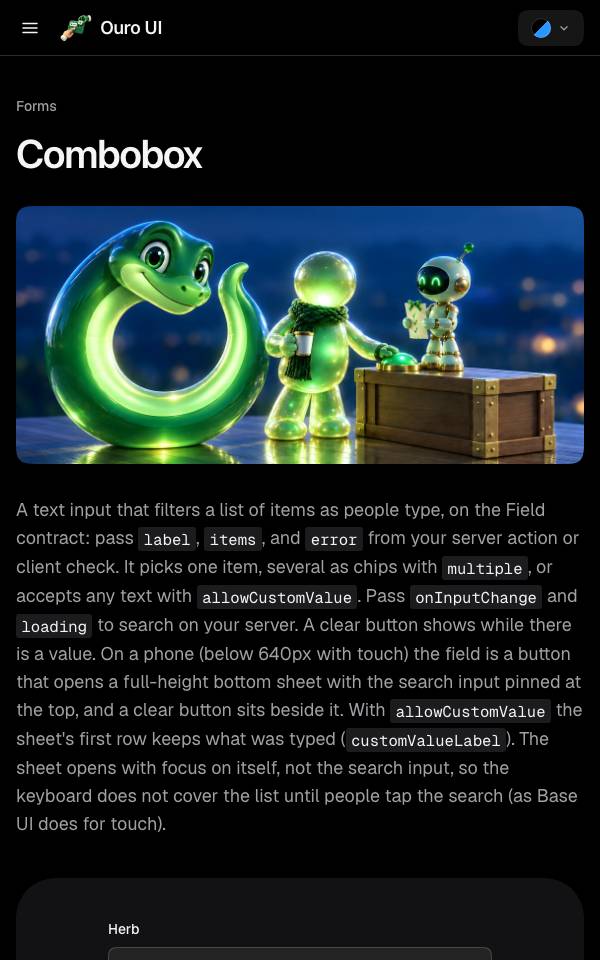 Ouro UI
Forms
Combobox
A text input that filters a list of items as people type, on the Field
contract: pass label, items, and error from your server action or
client check. It picks one item, several as chips with multiple, or
accepts any text with allowCustomValue. Pass onInputChange and
loading to search on your server. A clear button shows while there
is a value. On a phone (below 640px with touch) the field is a button
that opens a full-height bottom sheet with the search input pinned at
the top, and a clear button sits beside it. With allowCustomValue the
sheet's first row keeps what was typed (customValueLabel). The
sheet opens with focus on itself, not the search input, so the
keyboard does not cover the list until people tap the search (as Base
UI does for touch).
Herb